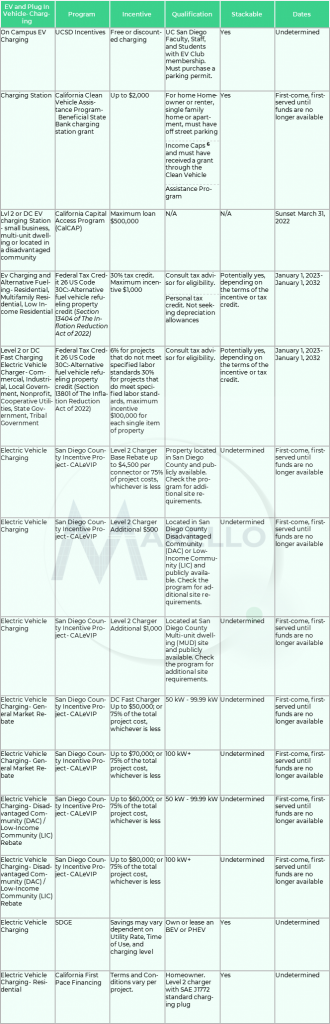 EV and Plug in Vehicle- Charging | Program | Incentive | Qualification | Stackable | Dates
On Campus EV Charging | UCSD Incentives | Free or discounted charging | UC San Diego Faculty, Staff, and Students with EV Club membership. Must purchase a parking permit. | Yes | Undetermined
Charging Station | California Clean Vehicle Assistance Program- Beneficial State Bank charging station grant | Up to $2,000 | For home Homeowner or renter, single family home or apartment, must have off street parking Income Caps 6 and must have received a grant through the Clean Vehicle Assistance Program | Yes | First-come, first-served until funds are no longer available
Lvl 2 or DC EV charging Station - small business, multi-unit dwelling or located in a disadvantaged community | California Capital Access Program (CalCAP) | Maximum loan $500,000 | N/A | N/A | Sunset March 31, 2022
Ev Charging and Alternative Fueling- Residential, Multifamily Residential, Low Income Residential | Federal Tax Credit 26 US Code 30C:-Alternative fuel vehicle refueling property credit (Section 13404 of The Inflation Reduction Act of 2022) | 30% tax credit. Maximum incentive $1,000 | Consult tax advisor for eligibility. Personal tax credit. Not seeking depreciation allowances | Potentially yes, depending on the terms of the incentive or tax credit. | January 1, 2023- January 1, 2032
Level 2 or DC Fast Charging Electric Vehicle Charger- Commercial, Industrial, Local Government, Nonprofit, Cooperative Utilities, State Government, Tribal Government | Federal Tax Credit 26 US Code 30C:-Alternative fuel vehicle refueling property credit (Section 13801 of The Inflation Reduction Act of 2022) | 6% for projects that do not meet specified labor standards 30% for projects that do meet specified labor standards, maximum incentive $100,000 for each single item of property | Consult tax advisor for eligibility. | Potentially yes, depending on the terms of the incentive or tax credit. | January 1, 2023- January 1, 2032
Electric Vehicle Charging | San Diego County Incentive Project- CALeVIP | Level 2 Charger Base Rebate up to $4,500 per connector or 75% of project costs, whichever is less | Property located in San Diego County and publicly available. Check the program for additional site requirements. | Undetermined | First-come, first-served until funds are no longer available
Electric Vehicle Charging | San Diego County Incentive Project- CALeVIP | Level 2 Charger Additional $500 | Located in San Diego County Disadvantaged Community (DAC) or Low-Income Community (LIC) and publicly available. Check the program for additional site requirements. | Undetermined | First-come, first-served until funds are no longer available
Electric Vehicle Charging | San Diego County Incentive Project- CALeVIP | Level 2 Charger Additional $1,000 | Located at San Diego County Multi-unit dwelling (MUD) site and publicly available. Check the program for additional site requirements. | Undetermined | First-come, first-served until funds are no longer available
Electric Vehicle Charging- General Market Rebate | San Diego County Incentive Project- CALeVIP | DC Fast Charger Up to $50,000; or 75% of the total project cost, whichever is less | 50 kW - 99.99 kW | Undetermined | First-come, first-served until funds are no longer available
Electric Vehicle Charging- General Market Rebate | San Diego County Incentive Project- CALeVIP | Up to $70,000; or 75% of the total project cost, whichever is less | 100 kW+ | Undetermined | First-come, first-served until funds are no longer available
Electric Vehicle Charging- Disadvantaged Community (DAC) / Low-Income Community (LIC) Rebate | San Diego County Incentive Project- CALeVIP | Up to $60,000; or 75% of the total project cost, whichever is less | 50 kW - 99.99 kW | Undetermined | First-come, first-served until funds are no longer available
Electric Vehicle Charging- Disadvantaged Community (DAC) / Low-Income Community (LIC) Rebate | San Diego County Incentive Project- CALeVIP | Up to $80,000; or 75% of the total project cost, whichever is less | 100 kW+ | Undetermined | First-come, first-served until funds are no longer available
Electric Vehicle Charging | SDGE | Savings may vary dependent on Utility Rate, Time of Use, and charging level | Own or lease an BEV or PHEV | Yes | Undetermined
Electric Vehicle Charging- Residential | California First Pace Financing | Terms and Conditions vary per project. | Homeowner. Level 2 charger with SAE J1772 standard charging plug | Yes | Undetermined